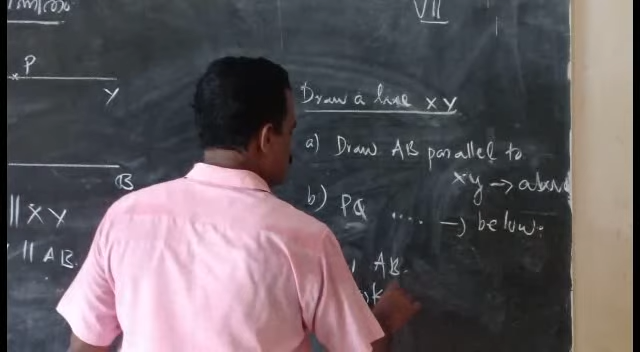 VII
P
Y
B
|| XY
|| AB.
Draw a line XY
a) Draw AB parallel to
XY → above
b) PQ .... → below.
AB.